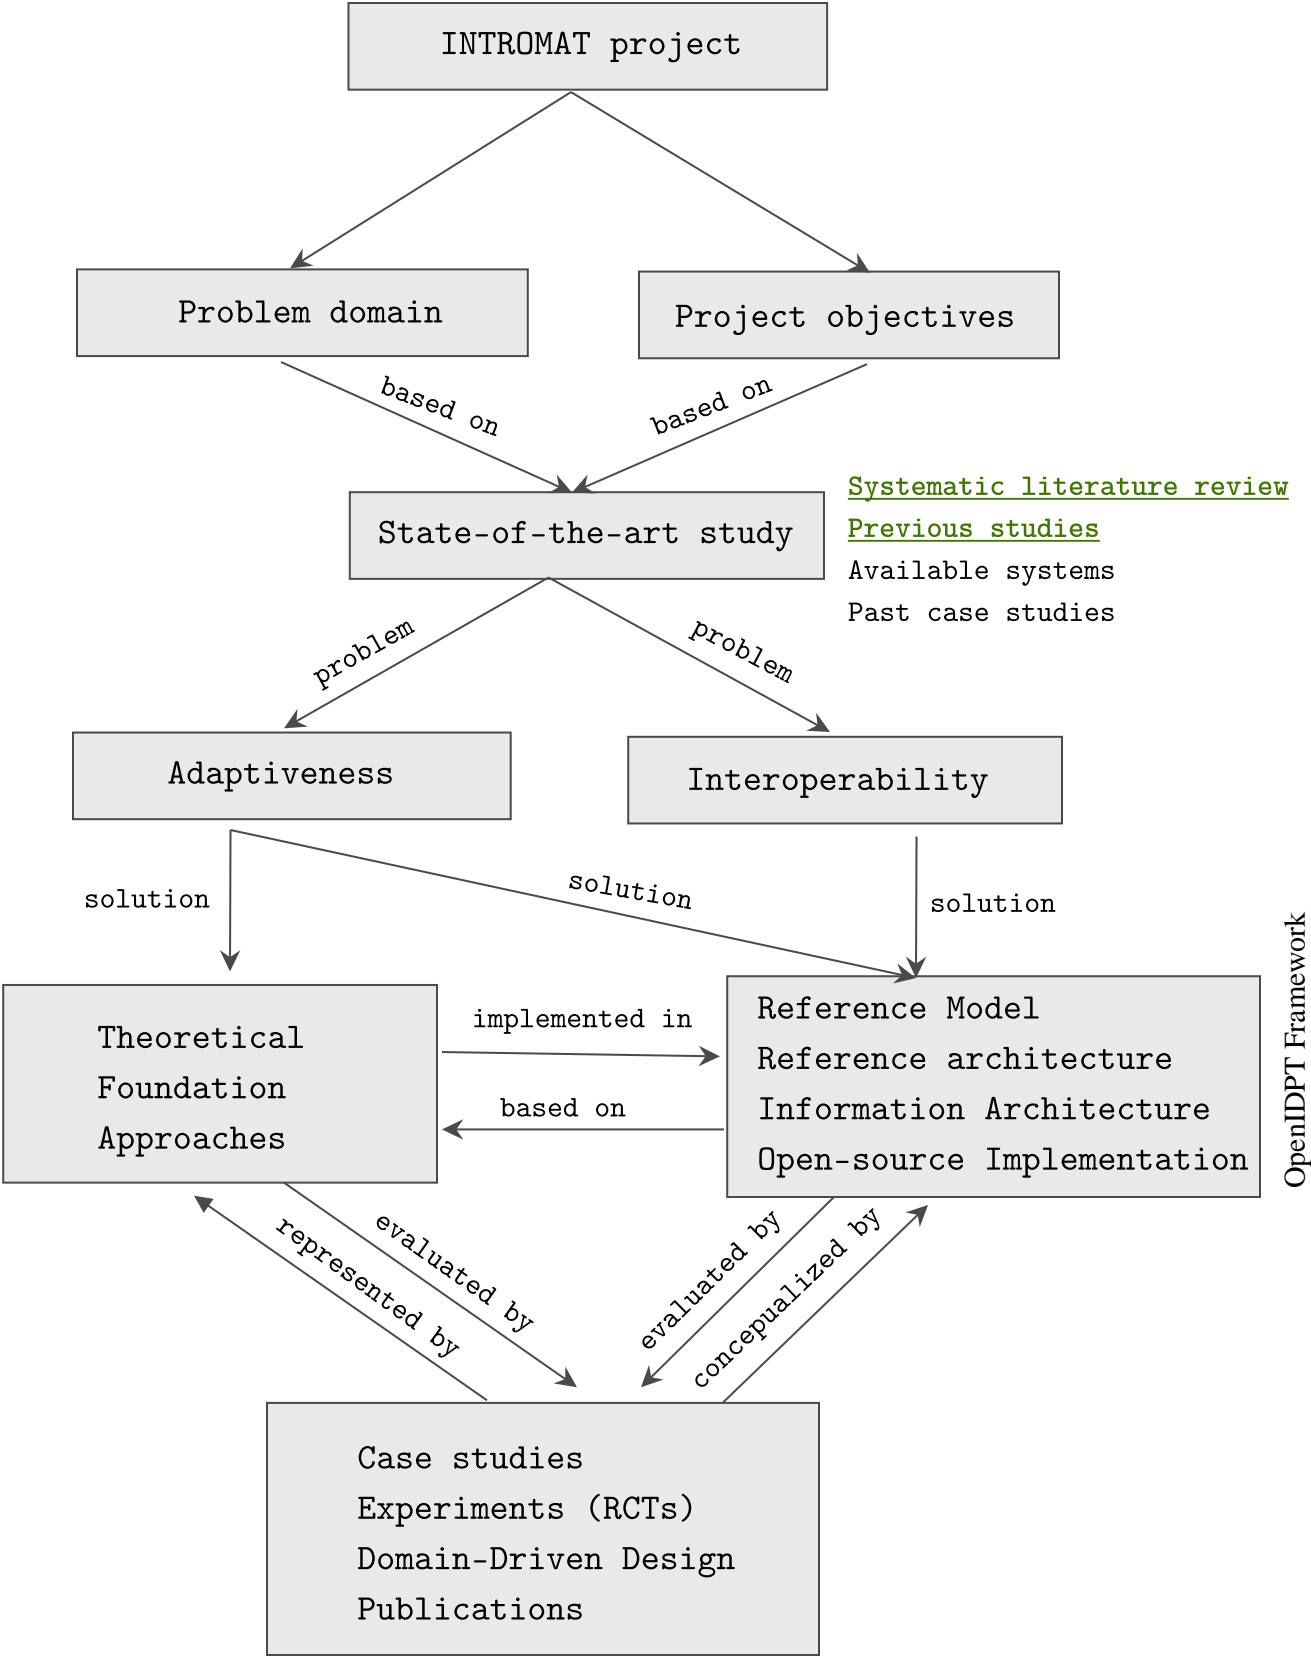 INTROMAT project
Problem domain
Project objectives
based on
based on
State-of-the-art study
Systematic literature review
Previous studies
Available systems
Past case studies
problem
problem
Adaptiveness
Interoperability
solution
solution
solution
Theoretical
Foundation
Approaches
implemented in
based on
Reference Model
Reference architecture
Information Architecture
Open-source Implementation
OpenIDPT Framework
represented by
evaluated by
evaluated by
concepualized by
Case studies
Experiments (RCTs)
Domain-Driven Design
Publications